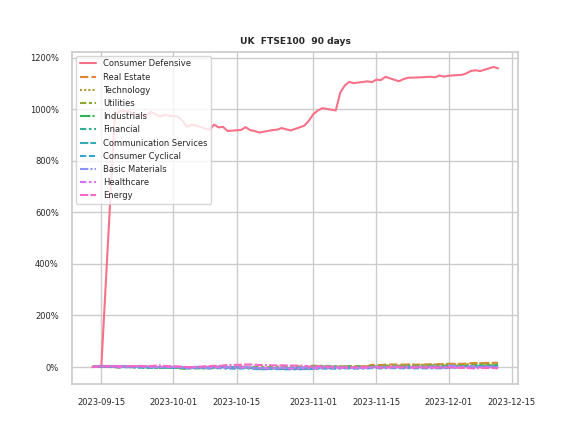 UK FTSE100 90 days
1200%
1000%
800%
600%
400%
200%
0%
Consumer Defensive
Real Estate
Technology
Utilities
Industrials
Financial
Communication Services
Consumer Cyclical
Basic Materials
Healthcare
Energy
2023-09-15 2023-10-01 2023-10-15 2023-11-01 2023-11-15 2023-12-01 2023-12-15